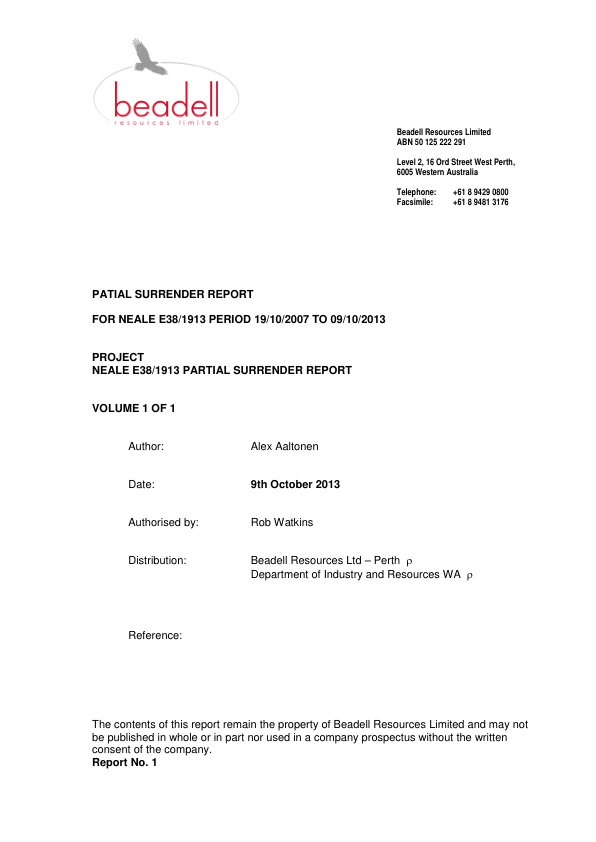 beadell
resources limited
Beadell Resources Limited
ABN 50 125 222 291
Level 2, 16 Ord Street West Perth,
6005 Western Australia
Telephone: +61 8 9429 0800
Facsimile: +61 8 9481 3176
PATIAL SURRENDER REPORT
FOR NEALE E38/1913 PERIOD 19/10/2007 TO 09/10/2013
PROJECT
NEALE E38/1913 PARTIAL SURRENDER REPORT
VOLUME 1 OF 1
Author: Alex Aaltonen
Date: 9th October 2013
Authorised by: Rob Watkins
Distribution: Beadell Resources Ltd – Perth ρ
Department of Industry and Resources WA ρ
Reference:
The contents of this report remain the property of Beadell Resources Limited and may not
be published in whole or in part nor used in a company prospectus without the written
consent of the company.
Report No. 1